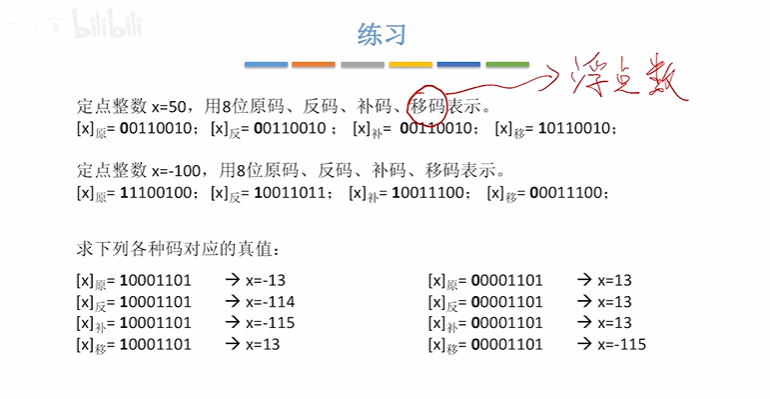 bilibili
练习
浮点数
定点整数 x=50，用8位原码、反码、补码、移码表示。
[x]原= 00110010； [x]反= 00110010 ； [x]补= 00110010； [x]移= 10110010；
定点整数 x=-100，用8位原码、反码、补码、移码表示。
[x]原= 11100100； [x]反= 10011011； [x]补= 10011100； [x]移= 00011100；
求下列各种码对应的真值：
[x]原= 10001101 → x=-13 [x]原= 00001101 → x=13
[x]反= 10001101 → x=-114 [x]反= 00001101 → x=13
[x]补= 10001101 → x=-115 [x]补= 00001101 → x=13
[x]移= 10001101 → x=13 [x]移= 00001101 → x=-115